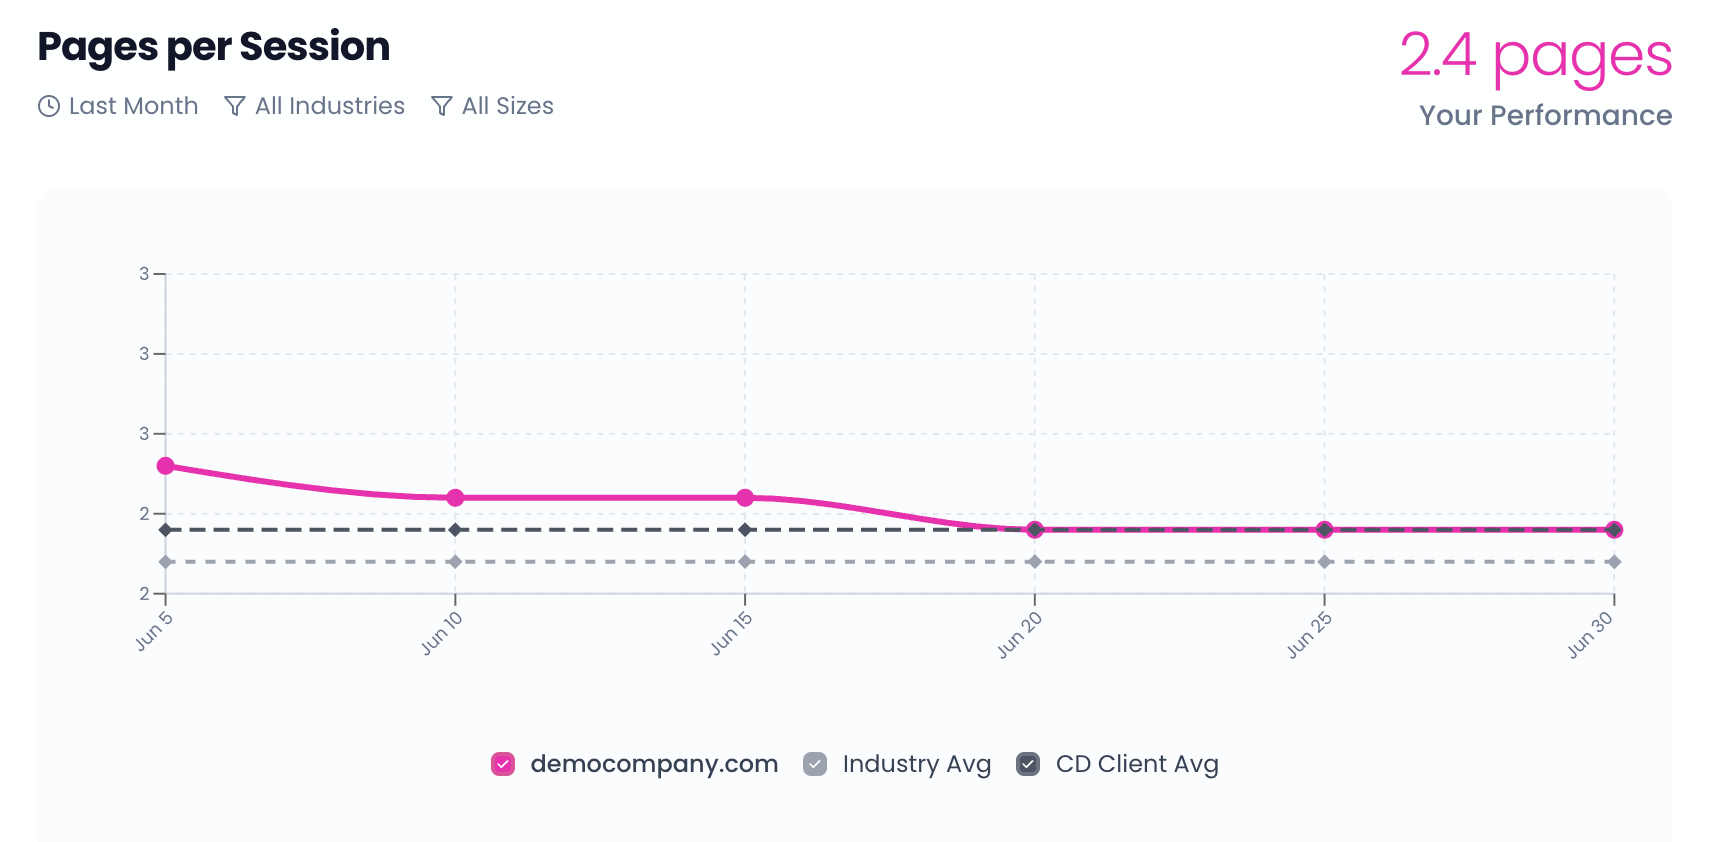 Pages per Session
2.4 pages
Last Month All Industries All Sizes
Your Performance
3
3
3
2
2
Jun 5 Jun 10 Jun 15 Jun 20 Jun 25 Jun 30
democompany.com Industry Avg CD Client Avg